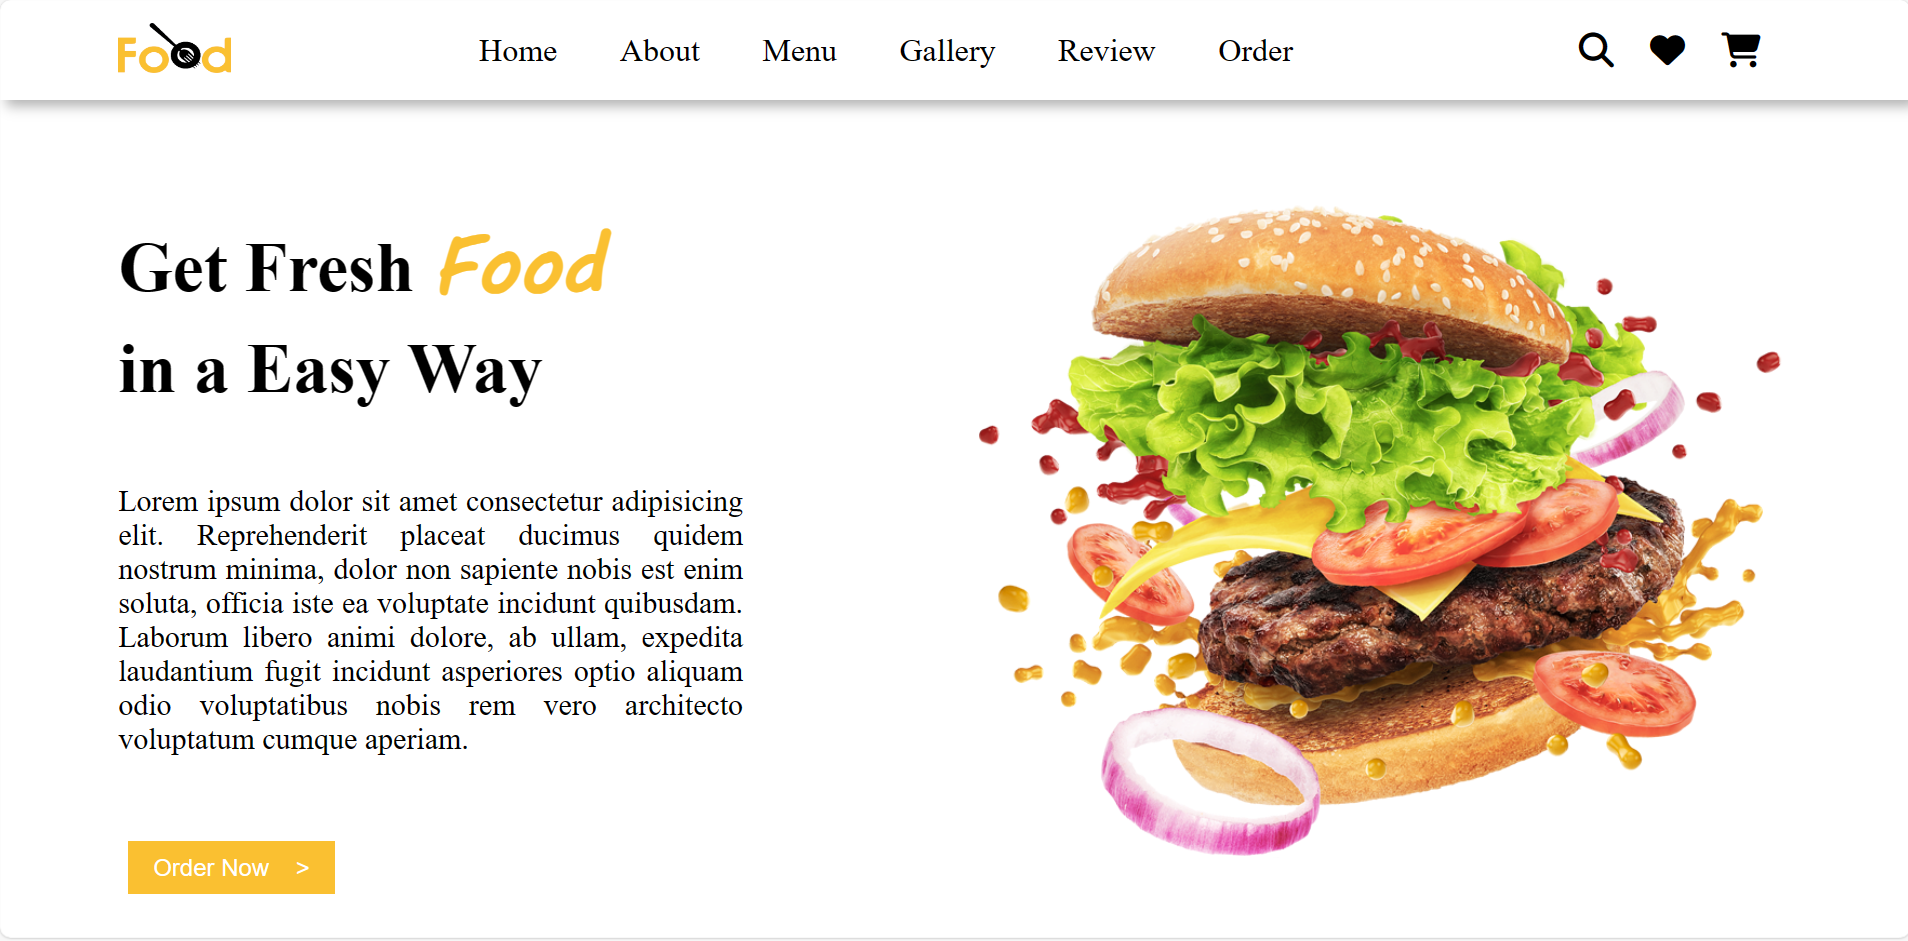 Food
Home About Menu Gallery Review Order
Get Fresh Food
in a Easy Way
Lorem ipsum dolor sit amet consectetur adipisicing
elit. Reprehenderit placeat ducimus quidem
nostrum minima, dolor non sapiente nobis est enim
soluta, officia iste ea voluptate incidunt quibusdam.
Laborum libero animi dolore, ab ullam, expedita
laudantium fugit incidunt asperiores optio aliquam
odio voluptatibus nobis rem vero architecto
voluptatum cumque aperiam.
Order Now >